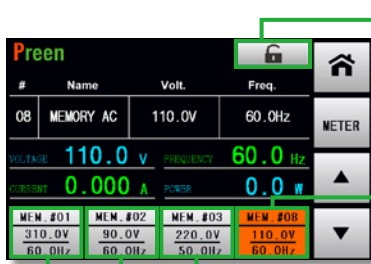 Preen
# Name Volt. Freq.
08 MEMORY AC 110.0V 60.0Hz
METER
VOLTAGE 110.0 V FREQUENCY 60.0 Hz
CURRENT 0.000 A POWER 0.0 W
MEM.#01 MEM.#02 MEM.#03 MEM.#08
310.0V 90.0V 220.0V 110.0V
60.0Hz 60.0Hz 50.0Hz 60.0Hz